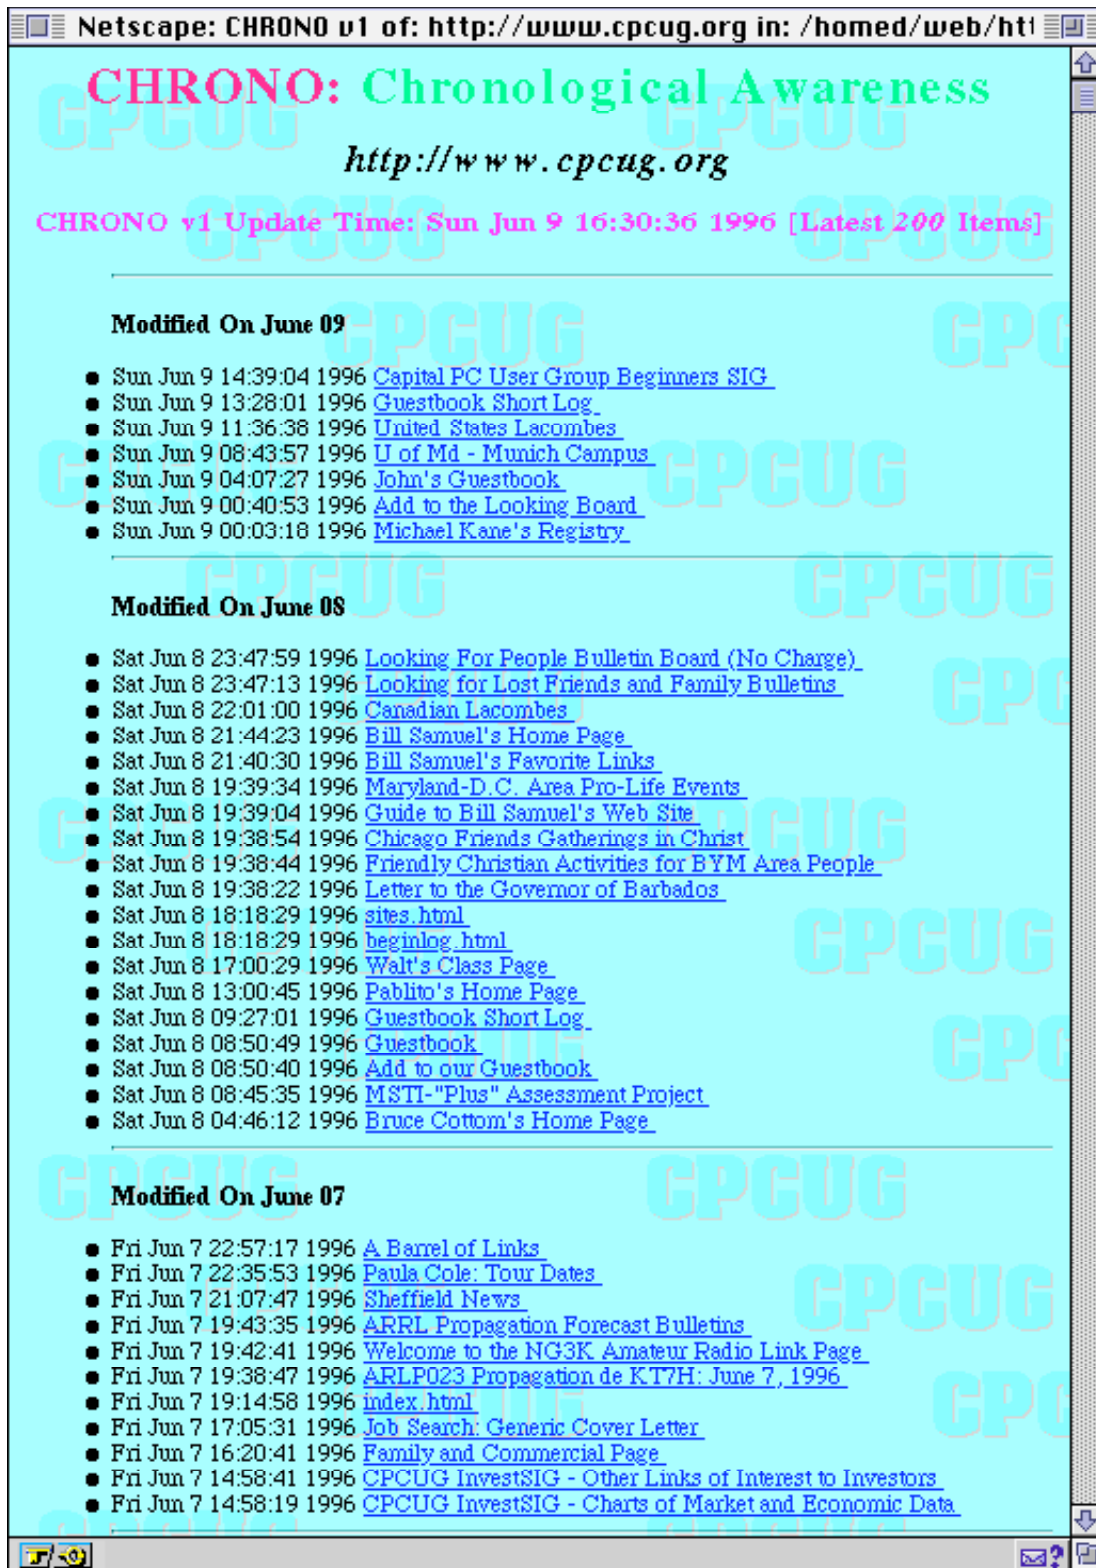 Netscape: CHRONO v1 of: http://www.cpcug.org in: /homed/web/ht
CHRONO: Chronological Awareness
http://www.cpcug.org
CHRONO v1 Update Time: Sun Jun 9 16:30:36 1996 [Latest 200 Items]
Modified On June 09
Sun Jun 9 14:39:04 1996 Capital PC User Group Beginners SIG
Sun Jun 9 13:28:01 1996 Guestbook Short Log
Sun Jun 9 11:36:38 1996 United States Lacombes
Sun Jun 9 08:43:57 1996 U of Md - Munich Campus
Sun Jun 9 04:07:27 1996 John's Guestbook
Sun Jun 9 00:40:53 1996 Add to the Looking Board
Sun Jun 9 00:03:18 1996 Michael Kane's Registry
Modified On June 08
Sat Jun 8 23:47:59 1996 Looking For People Bulletin Board (No Charge)
Sat Jun 8 23:47:13 1996 Looking for Lost Friends and Family Bulletins
Sat Jun 8 22:01:00 1996 Canadian Lacombes
Sat Jun 8 21:44:23 1996 Bill Samuel's Home Page
Sat Jun 8 21:40:30 1996 Bill Samuel's Favorite Links
Sat Jun 8 19:39:34 1996 Maryland-D.C. Area Pro-Life Events
Sat Jun 8 19:39:04 1996 Guide to Bill Samuel's Web Site
Sat Jun 8 19:38:54 1996 Chicago Friends Gatherings in Christ
Sat Jun 8 19:38:44 1996 Friendly Christian Activities for BYM Area People
Sat Jun 8 19:38:22 1996 Letter to the Governor of Barbados
Sat Jun 8 18:18:29 1996 sites.html
Sat Jun 8 18:18:29 1996 beginlog.html
Sat Jun 8 17:00:29 1996 Walt's Class Page
Sat Jun 8 13:00:45 1996 Pablito's Home Page
Sat Jun 8 09:27:01 1996 Guestbook Short Log
Sat Jun 8 08:50:49 1996 Guestbook
Sat Jun 8 08:50:40 1996 Add to our Guestbook
Sat Jun 8 08:45:35 1996 MSTI-"Plus" Assessment Project
Sat Jun 8 04:46:12 1996 Bruce Cottom's Home Page
Modified On June 07
Fri Jun 7 22:57:17 1996 A Barrel of Links
Fri Jun 7 22:35:53 1996 Paula Cole: Tour Dates
Fri Jun 7 21:07:47 1996 Sheffield News
Fri Jun 7 19:43:35 1996 ARRL Propagation Forecast Bulletins
Fri Jun 7 19:42:41 1996 Welcome to the NG3K Amateur Radio Link Page
Fri Jun 7 19:38:47 1996 ARLP023 Propagation de KT7H: June 7, 1996
Fri Jun 7 19:14:58 1996 index.html
Fri Jun 7 17:05:31 1996 Job Search: Generic Cover Letter
Fri Jun 7 16:20:41 1996 Family and Commercial Page
Fri Jun 7 14:58:41 1996 CPCUG InvestSIG - Other Links of Interest to Investors
Fri Jun 7 14:58:19 1996 CPCUG InvestSIG - Charts of Market and Economic Data